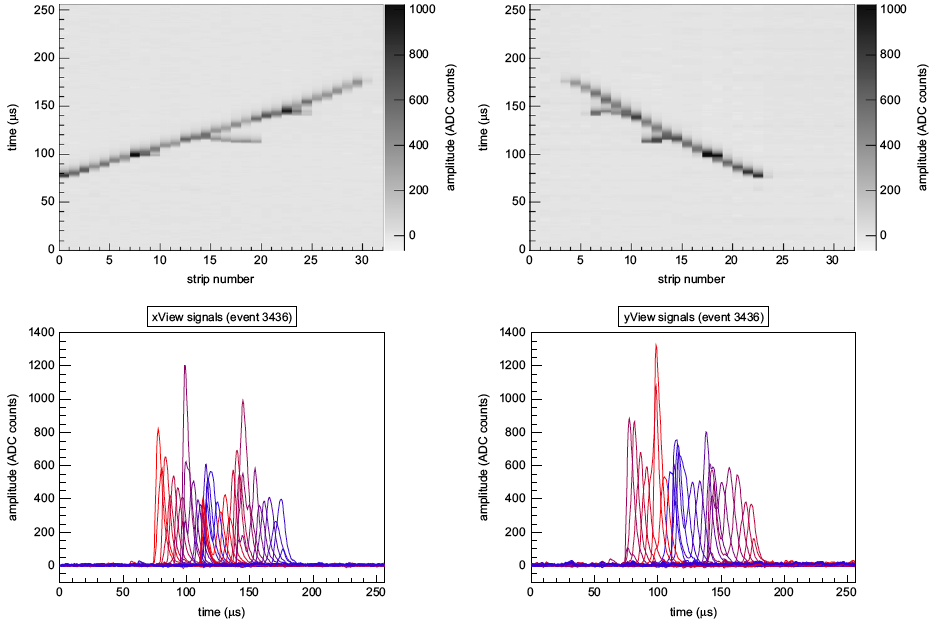 250
200
150
100
50
0
time (µs)
0 5 10 15 20 25 30
strip number
1000
800
600
400
200
0
amplitude (ADC counts)
250
200
150
100
50
0
time (µs)
0 5 10 15 20 25 30
strip number
1000
800
600
400
200
0
amplitude (ADC counts)
xView signals (event 3436)
1400
1200
1000
800
600
400
200
0
amplitude (ADC counts)
0 50 100 150 200 250
time (µs)
yView signals (event 3436)
1400
1200
1000
800
600
400
200
0
amplitude (ADC counts)
0 50 100 150 200 250
time (µs)